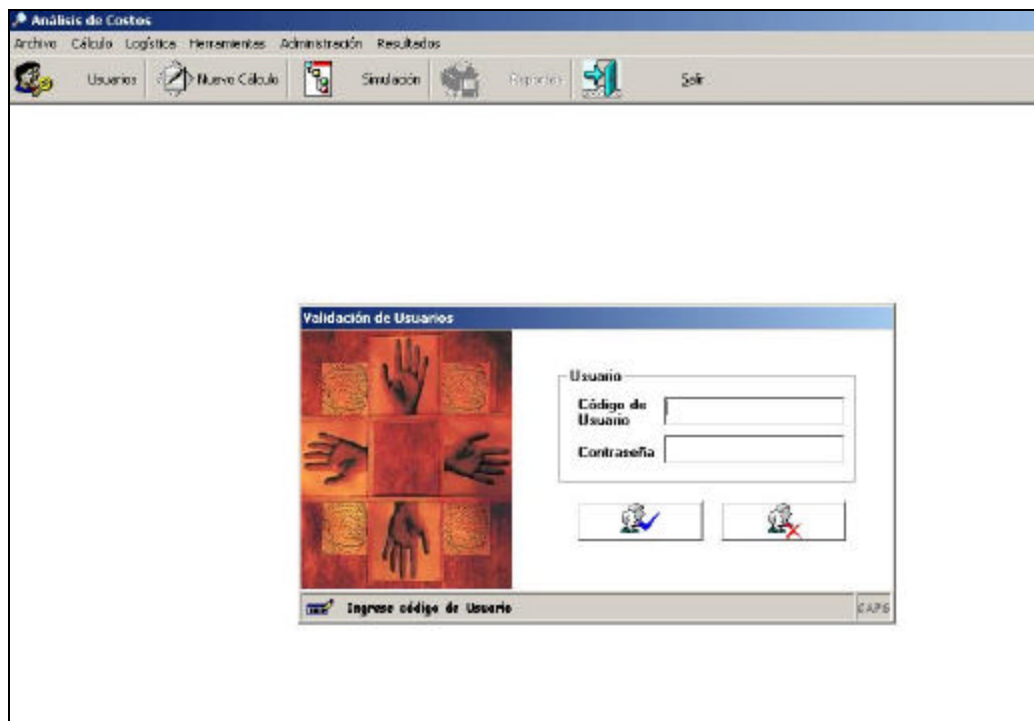 Análisis de Costos
Archivo Cálculo Logística Herramientas Administración Resultados
Usuarios Nuevo Cálculo Simulación Reportes Salir
Validación de Usuarios
Usuario
Código de
Usuario
Contraseña
Ingrese código de Usuario CAPS